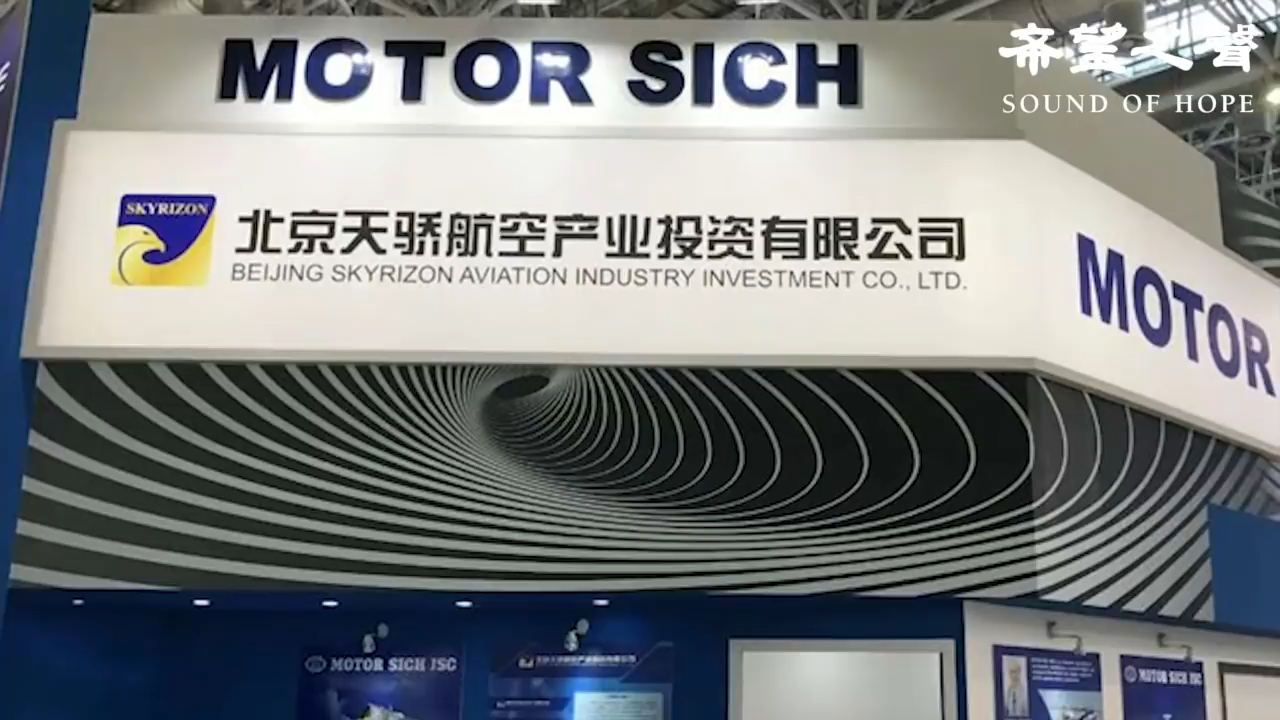 MOTOR SICH
希望之聲
SOUND OF HOPE
SKYRIZON
北京天骄航空产业投资有限公司
BEIJING SKYRIZON AVIATION INDUSTRY INVESTMENT CO., LTD.
MOTOR
MOTOR SICH JSC
MOTOR SICH JSC